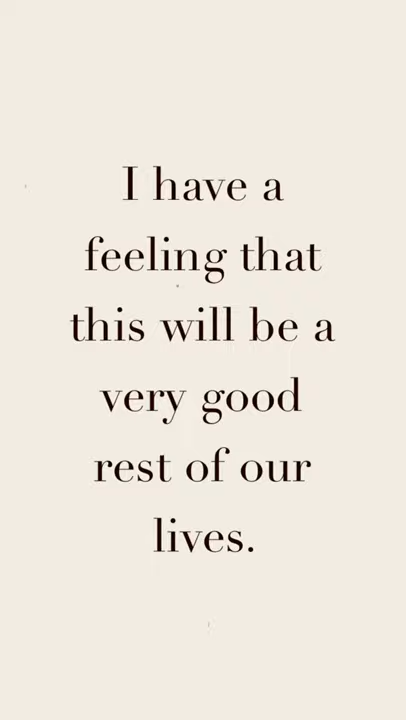 I have a
feeling that
this will be a
very good
rest of our
lives.